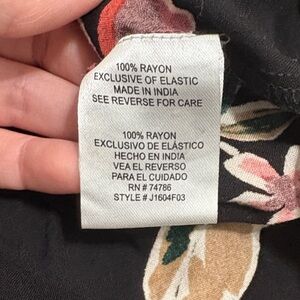 100% RAYON
EXCLUSIVE OF ELASTIC
MADE IN INDIA
SEE REVERSE FOR CARE
100% RAYON
EXCLUSIVO DE ELÁSTICO
HECHO EN INDIA
VEA EL REVERSO
PARA EL CUIDADO
RN # 74786
STYLE # J1604F03